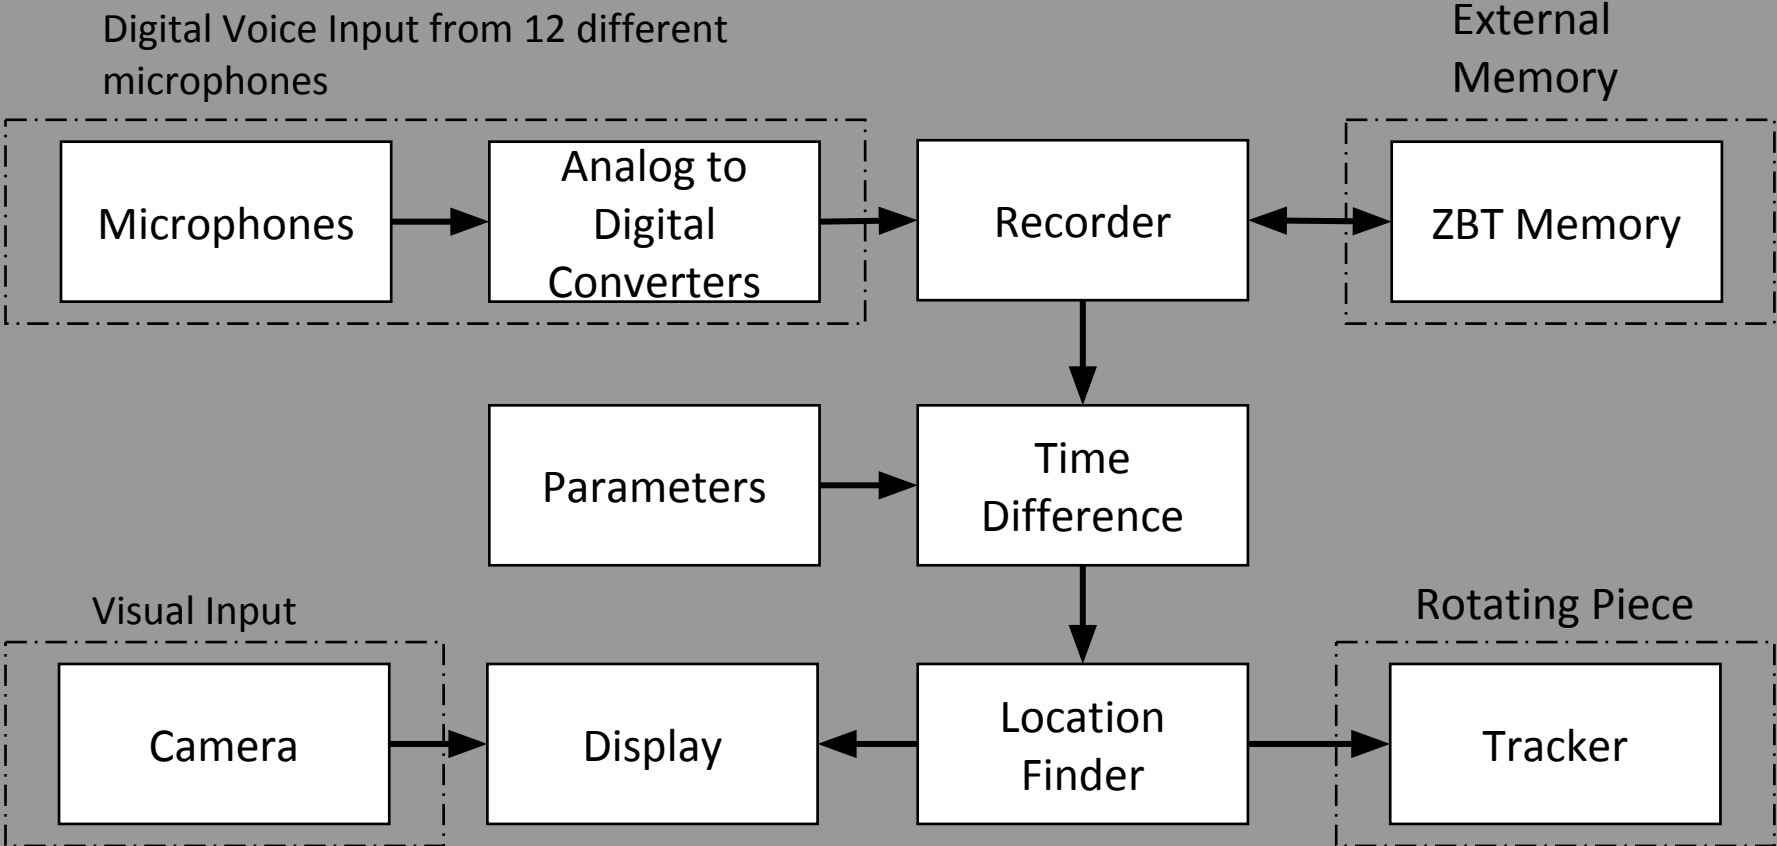 Digital Voice Input from 12 different
microphones
External
Memory
Microphones
Analog to
Digital
Converters
Recorder
ZBT Memory
Parameters
Time
Difference
Visual Input
Rotating Piece
Camera
Display
Location
Finder
Tracker